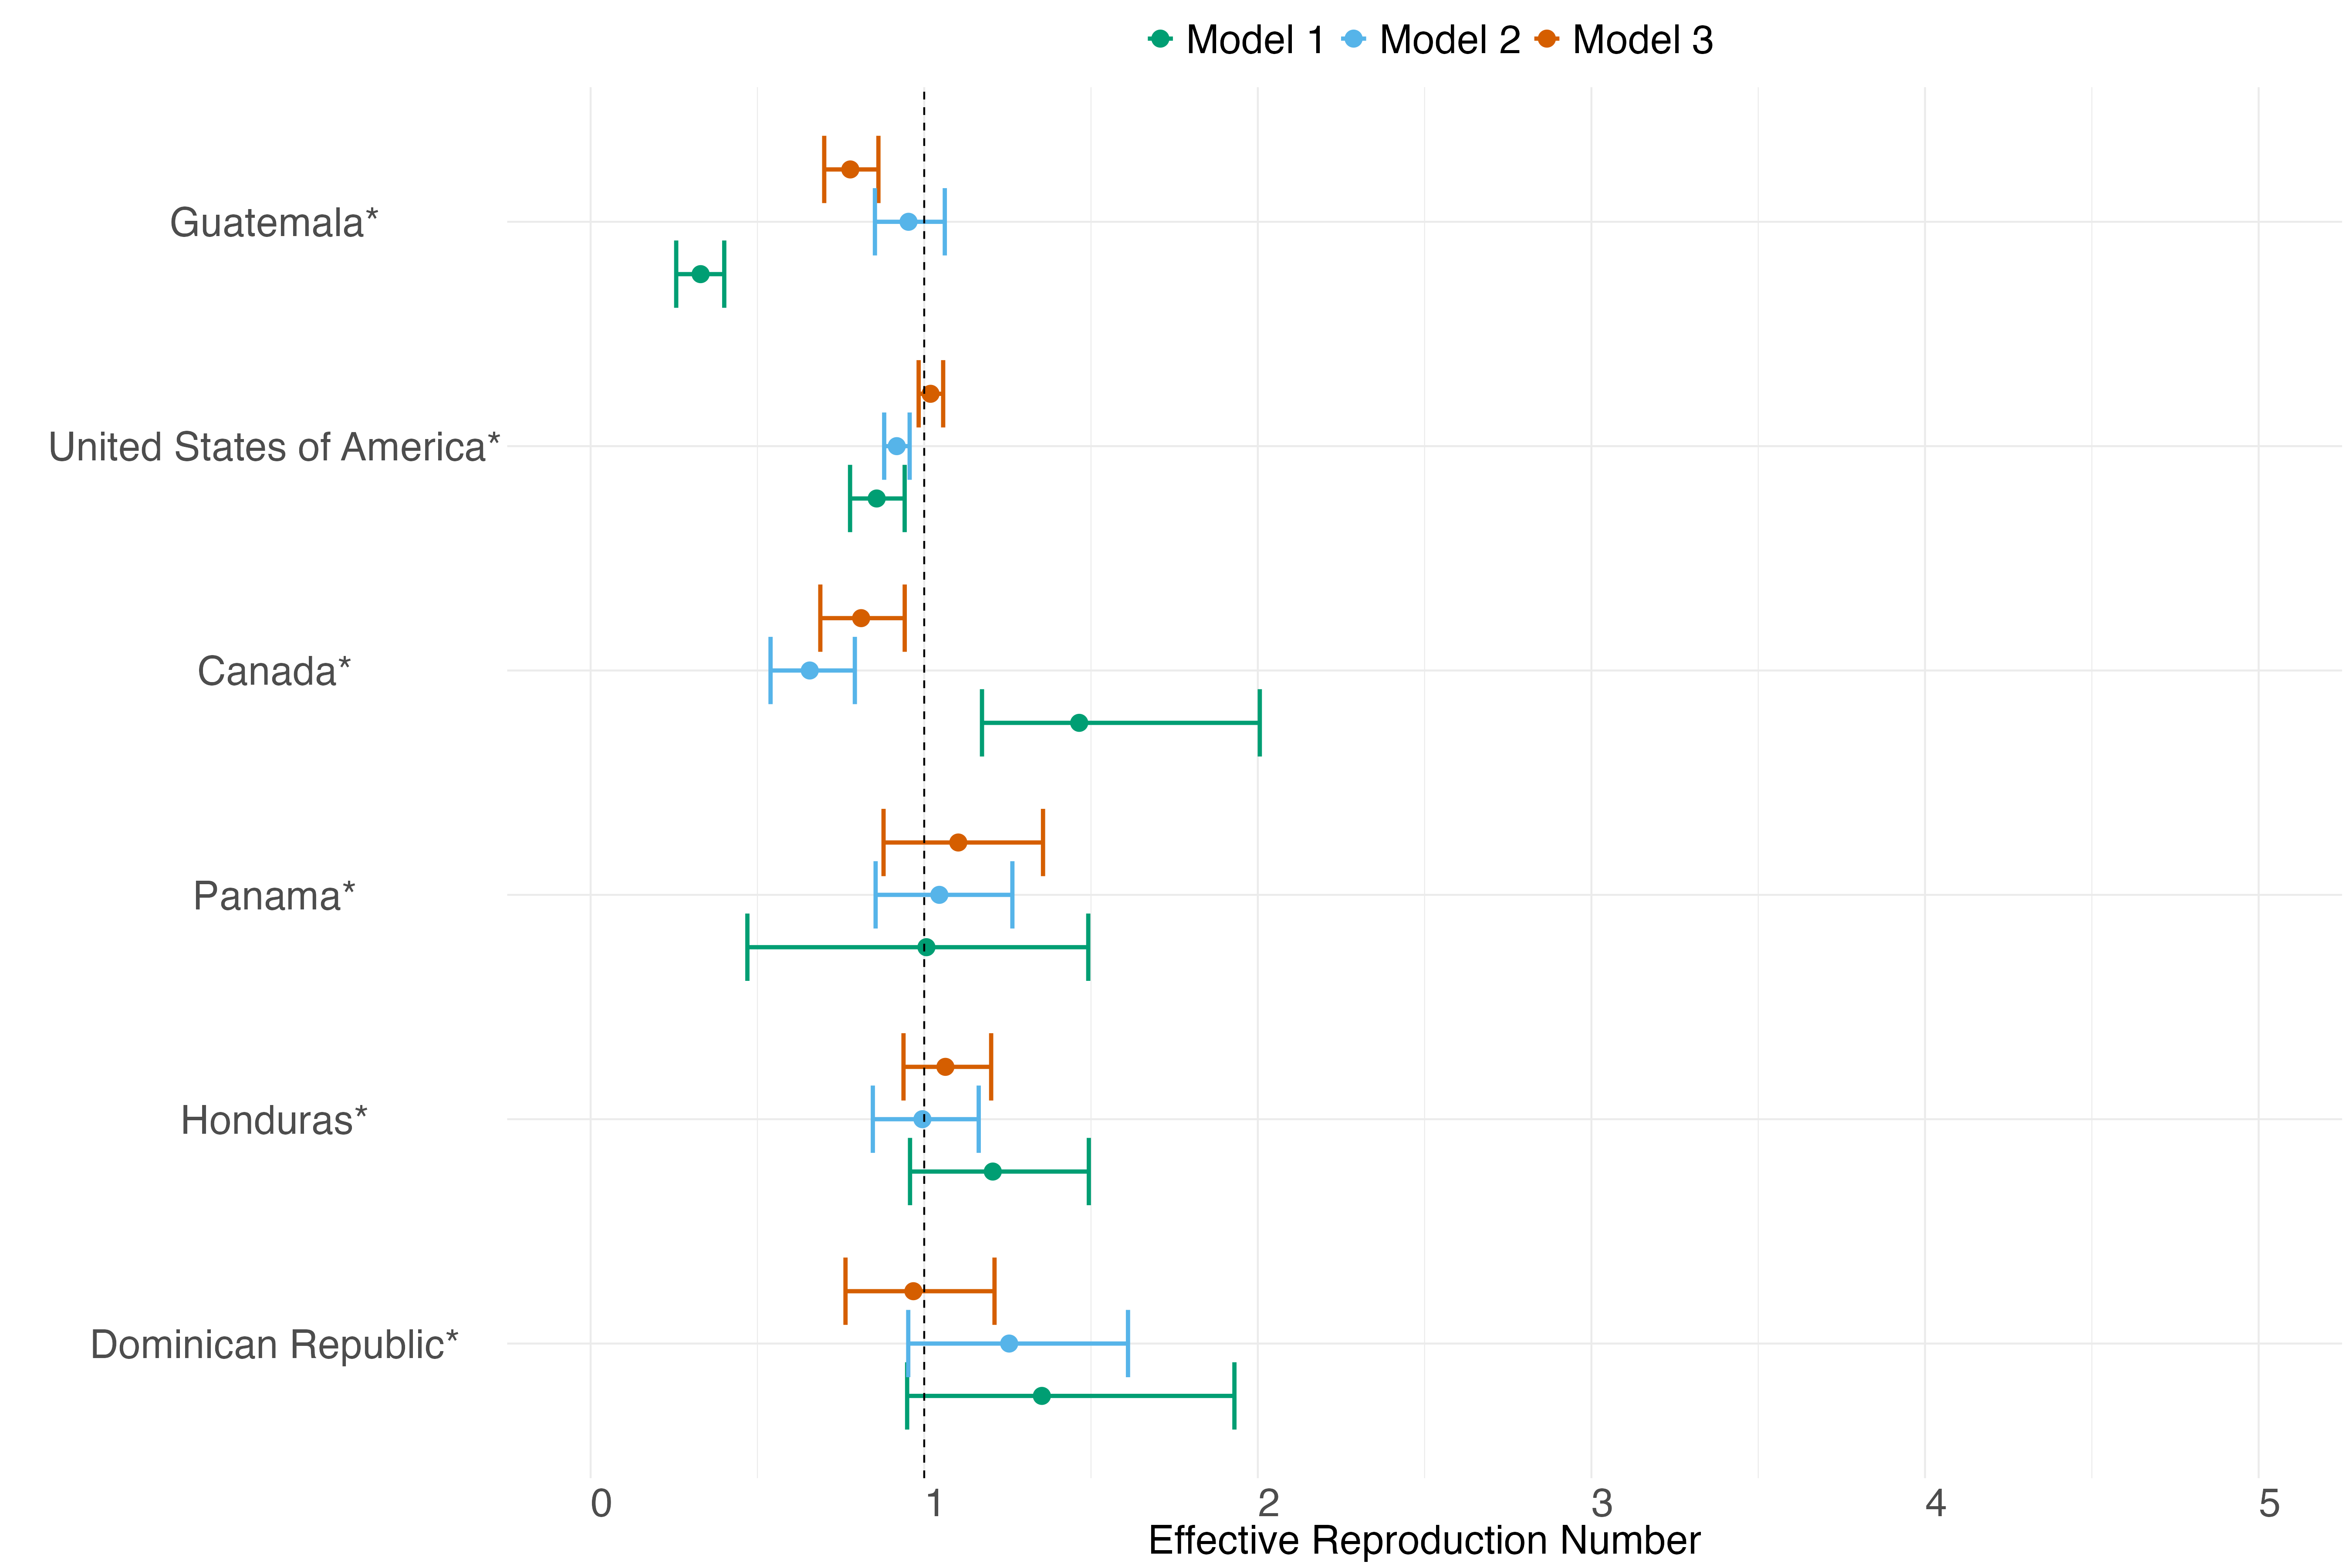 Model 1 Model 2 Model 3
Guatemala*
United States of America*
Canada*
Panama*
Honduras*
Dominican Republic*
0 1 2 3 4 5
Effective Reproduction Number